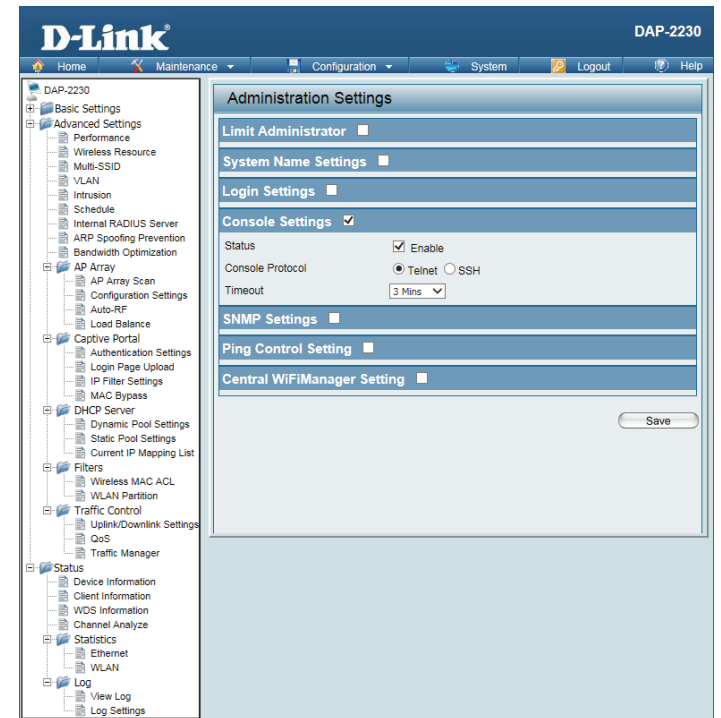 D-Link®
DAP-2230
Home Maintenance Configuration System Logout Help
DAP-2230
Basic Settings
Advanced Settings
Performance
Wireless Resource
Multi-SSID
VLAN
Intrusion
Schedule
Internal RADIUS Server
ARP Spoofing Prevention
Bandwidth Optimization
AP Array
AP Array Scan
Configuration Settings
Auto-RF
Load Balance
Captive Portal
Authentication Settings
Login Page Upload
IP Filter Settings
MAC Bypass
DHCP Server
Dynamic Pool Settings
Static Pool Settings
Current IP Mapping List
Filters
Wireless MAC ACL
WLAN Partition
Traffic Control
Uplink/Downlink Settings
QoS
Traffic Manager
Status
Device Information
Client Information
WDS Information
Channel Analyze
Statistics
Ethernet
WLAN
Log
View Log
Log Settings
Administration Settings
Limit Administrator
System Name Settings
Login Settings
Console Settings
Status Enable
Console Protocol Telnet SSH
Timeout 3 Mins
SNMP Settings
Ping Control Setting
Central WiFiManager Setting
Save